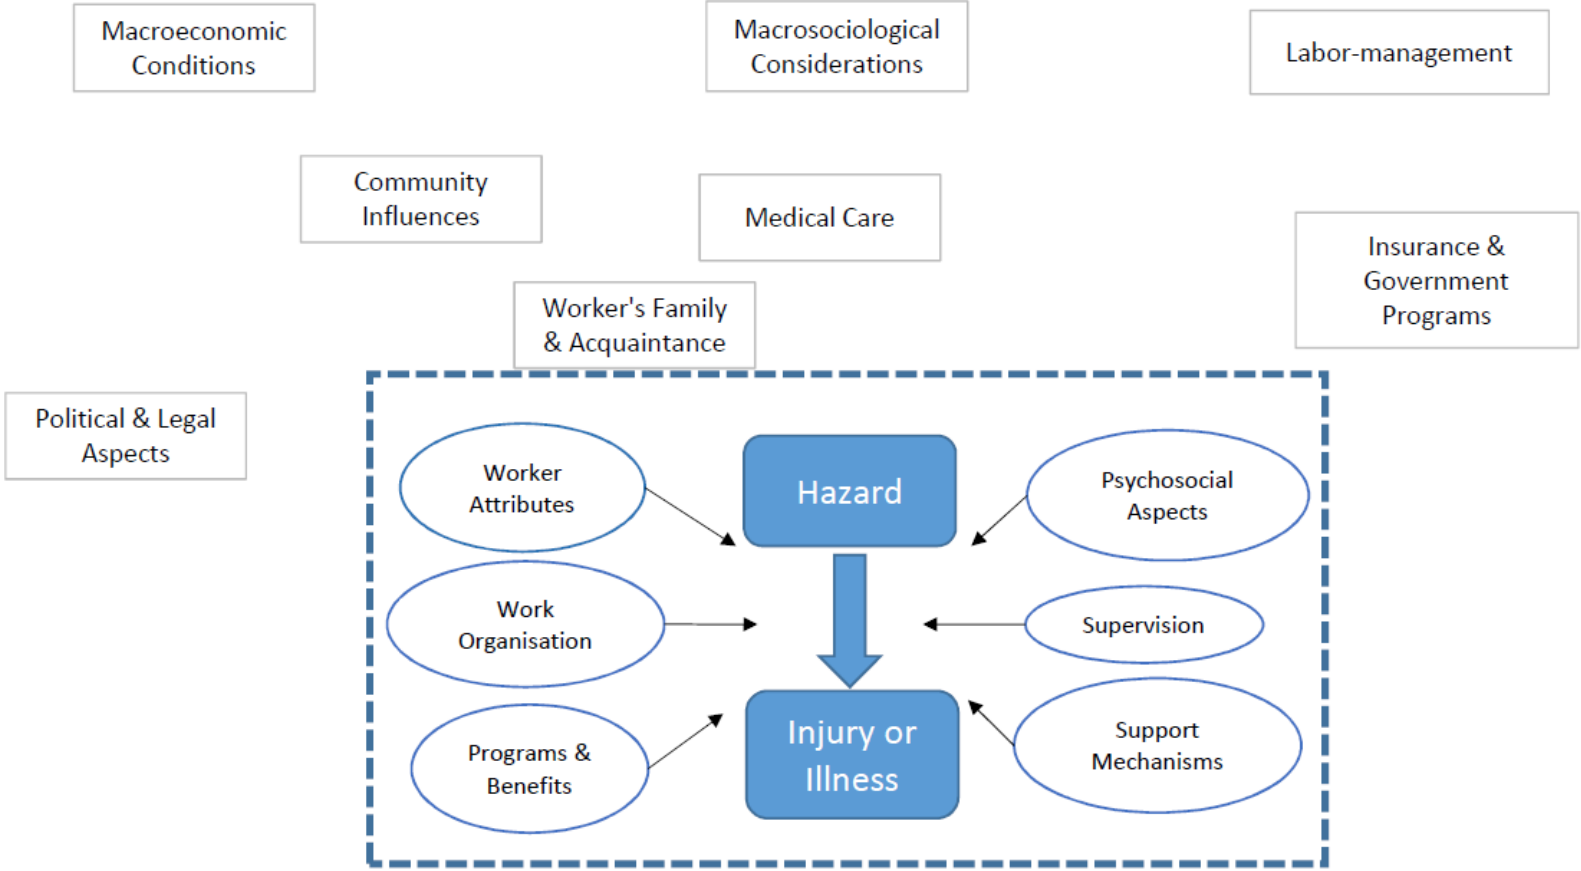 Macroeconomic
Conditions
Macrosociological
Considerations
Labor-management
Community
Influences
Medical Care
Insurance &
Government
Programs
Worker's Family
& Acquaintance
Political & Legal
Aspects
Worker
Attributes
Hazard
Psychosocial
Aspects
Work
Organisation
Supervision
Programs &
Benefits
Injury or
Illness
Support
Mechanisms